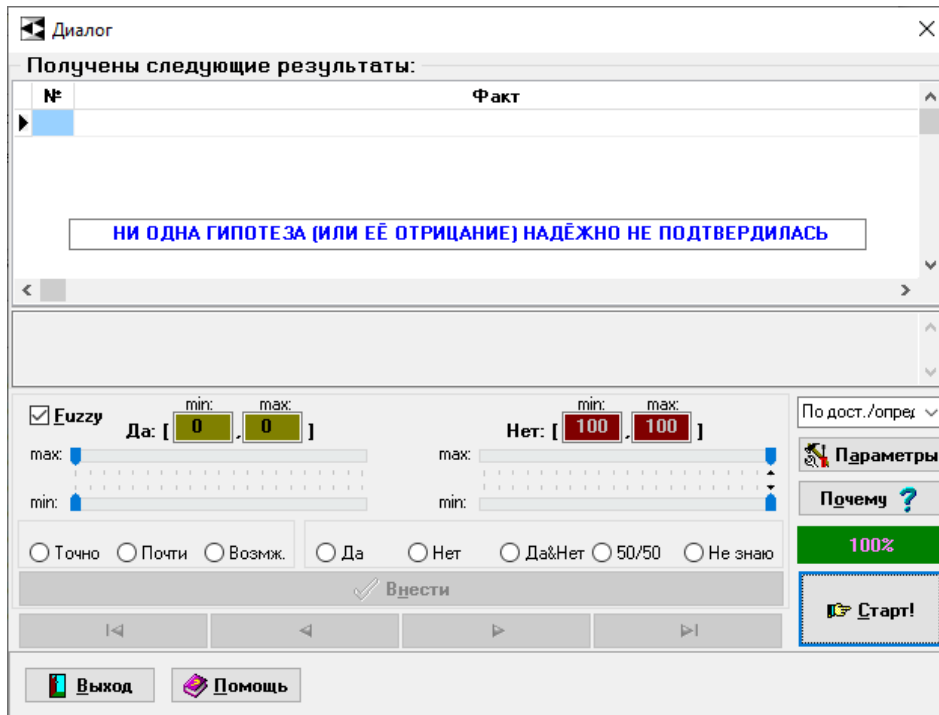 Диалог
Получены следующие результаты:
№ Факт
НИ ОДНА ГИПОТЕЗА (ИЛИ ЕЁ ОТРИЦАНИЕ) НАДЁЖНО НЕ ПОДТВЕРДИЛАСЬ
Fuzzy
min: max:
Да: [ 0 , 0 ]
min: max:
Нет: [ 100 , 100 ]
По дост./опред
max: max:
Параметры
min: min:
Почему ?
Точно Почти Возмж. Да Нет Да&Нет 50/50 Не знаю
100%
Внести
Старт!
Выход Помощь